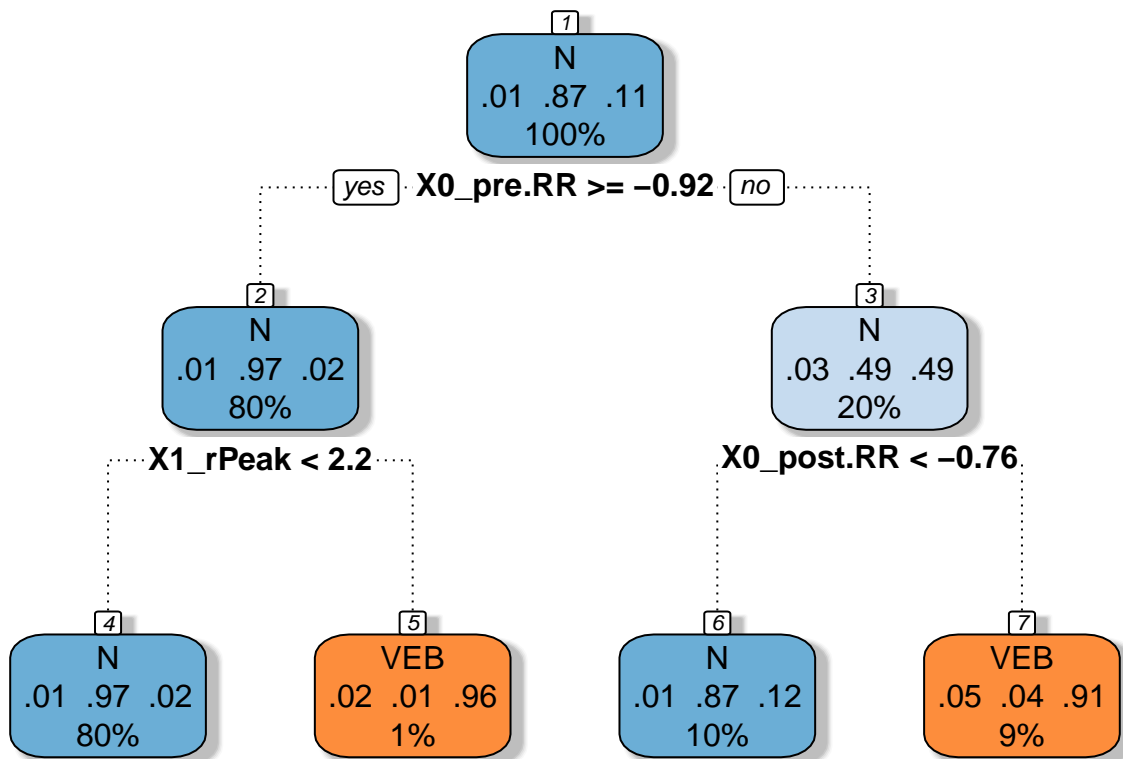 1
N
.01 .87 .11
100%
yes X0_pre.RR >= −0.92 no
2
N
.01 .97 .02
80%
3
N
.03 .49 .49
20%
X1_rPeak < 2.2
X0_post.RR < −0.76
4
N
.01 .97 .02
80%
5
VEB
.02 .01 .96
1%
6
N
.01 .87 .12
10%
7
VEB
.05 .04 .91
9%